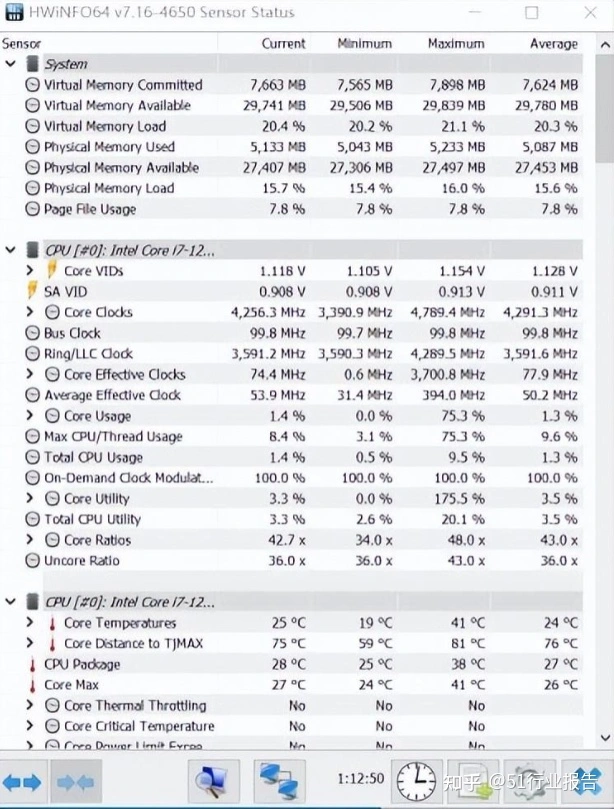 HWiNFO64 v7.16-4650 Sensor Status
Sensor Current Minimum Maximum Average
System
Virtual Memory Committed 7,663 MB 7,565 MB 7,898 MB 7,624 MB
Virtual Memory Available 29,741 MB 29,506 MB 29,839 MB 29,780 MB
Virtual Memory Load 20.4 % 20.2 % 21.1 % 20.3 %
Physical Memory Used 5,133 MB 5,043 MB 5,233 MB 5,087 MB
Physical Memory Available 27,407 MB 27,306 MB 27,497 MB 27,453 MB
Physical Memory Load 15.7 % 15.4 % 16.0 % 15.6 %
Page File Usage 7.8 % 7.8 % 7.8 % 7.8 %
CPU [#0]: Intel Core i7-12...
Core VIDs 1.118 V 1.105 V 1.154 V 1.128 V
SA VID 0.908 V 0.908 V 0.913 V 0.911 V
Core Clocks 4,256.3 MHz 3,390.9 MHz 4,789.4 MHz 4,291.3 MHz
Bus Clock 99.8 MHz 99.7 MHz 99.8 MHz 99.8 MHz
Ring/LLC Clock 3,591.2 MHz 3,590.3 MHz 4,289.5 MHz 3,591.6 MHz
Core Effective Clocks 74.4 MHz 0.6 MHz 3,700.8 MHz 77.9 MHz
Average Effective Clock 53.9 MHz 31.4 MHz 394.0 MHz 50.2 MHz
Core Usage 1.4 % 0.0 % 75.3 % 1.3 %
Max CPU/Thread Usage 8.4 % 3.1 % 75.3 % 9.6 %
Total CPU Usage 1.4 % 0.5 % 9.5 % 1.3 %
On-Demand Clock Modulat... 100.0 % 100.0 % 100.0 % 100.0 %
Core Utility 3.3 % 0.0 % 175.5 % 3.5 %
Total CPU Utility 3.3 % 2.6 % 20.1 % 3.5 %
Core Ratios 42.7 x 34.0 x 48.0 x 43.0 x
Uncore Ratio 36.0 x 36.0 x 43.0 x 36.0 x
CPU [#0]: Intel Core i7-12...
Core Temperatures 25 °C 19 °C 41 °C 24 °C
Core Distance to TJMAX 75 °C 59 °C 81 °C 76 °C
CPU Package 28 °C 25 °C 38 °C 27 °C
Core Max 27 °C 24 °C 41 °C 26 °C
Core Thermal Throttling No No No
Core Critical Temperature No No No
Core Power Limit Excee... No No No
1:12:50
知乎 @51行业报告